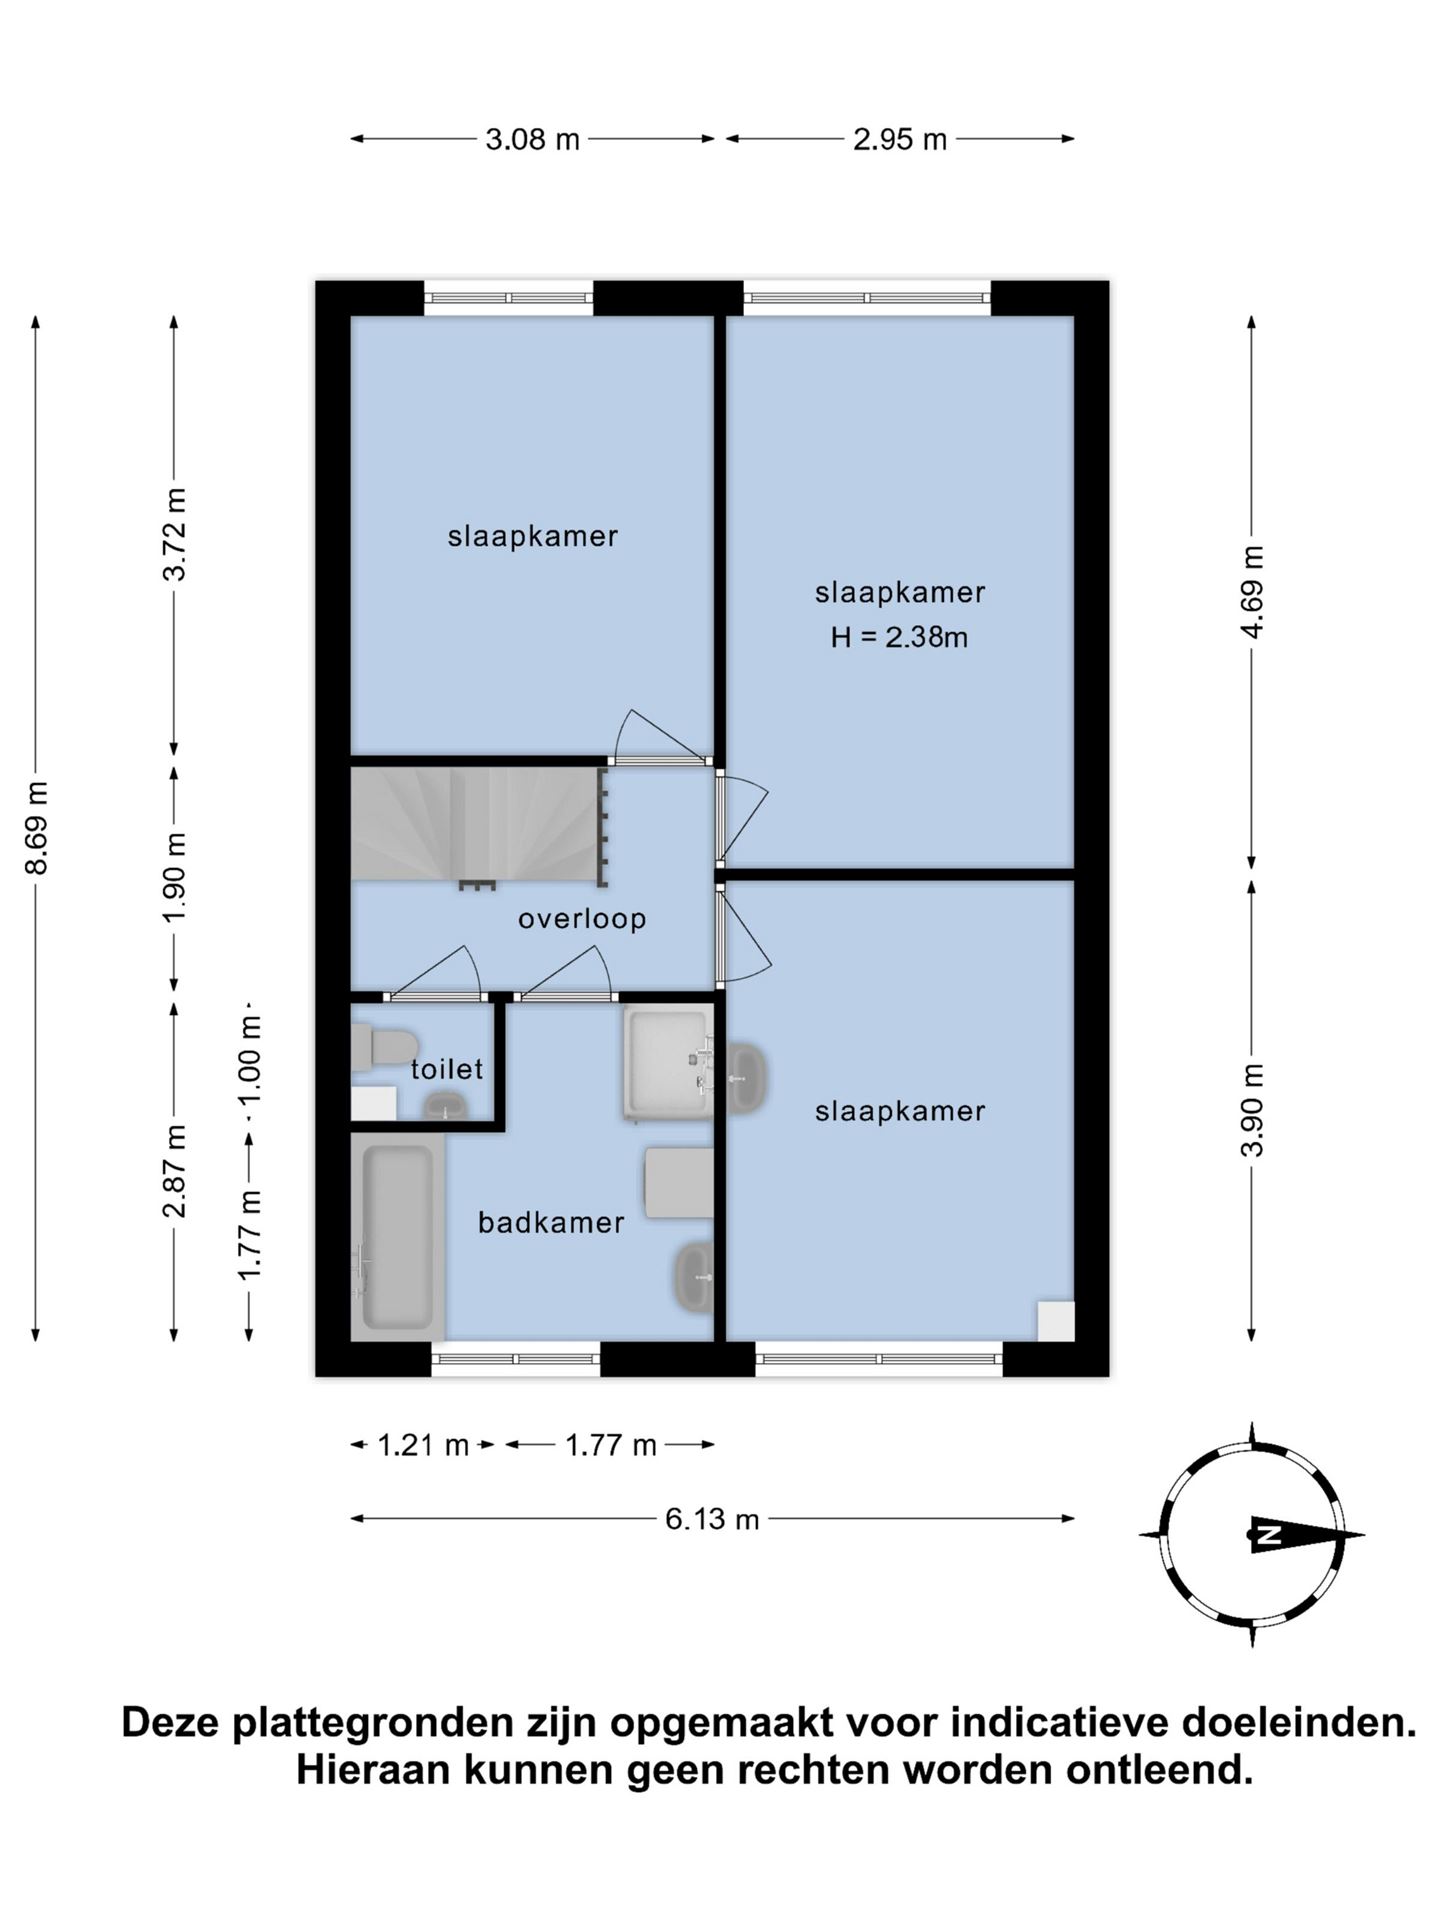 3.08 m
2.95 m
8.69 m
3.72 m
1.90 m
2.87 m
1.00 m
1.77 m
4.69 m
3.90 m
slaapkamer
slaapkamer
H = 2.38m
overloop
toilet
slaapkamer
badkamer
1.21 m
1.77 m
6.13 m
N
Deze plattegronden zijn opgemaakt voor indicatieve doeleinden.
Hieraan kunnen geen rechten worden ontleend.